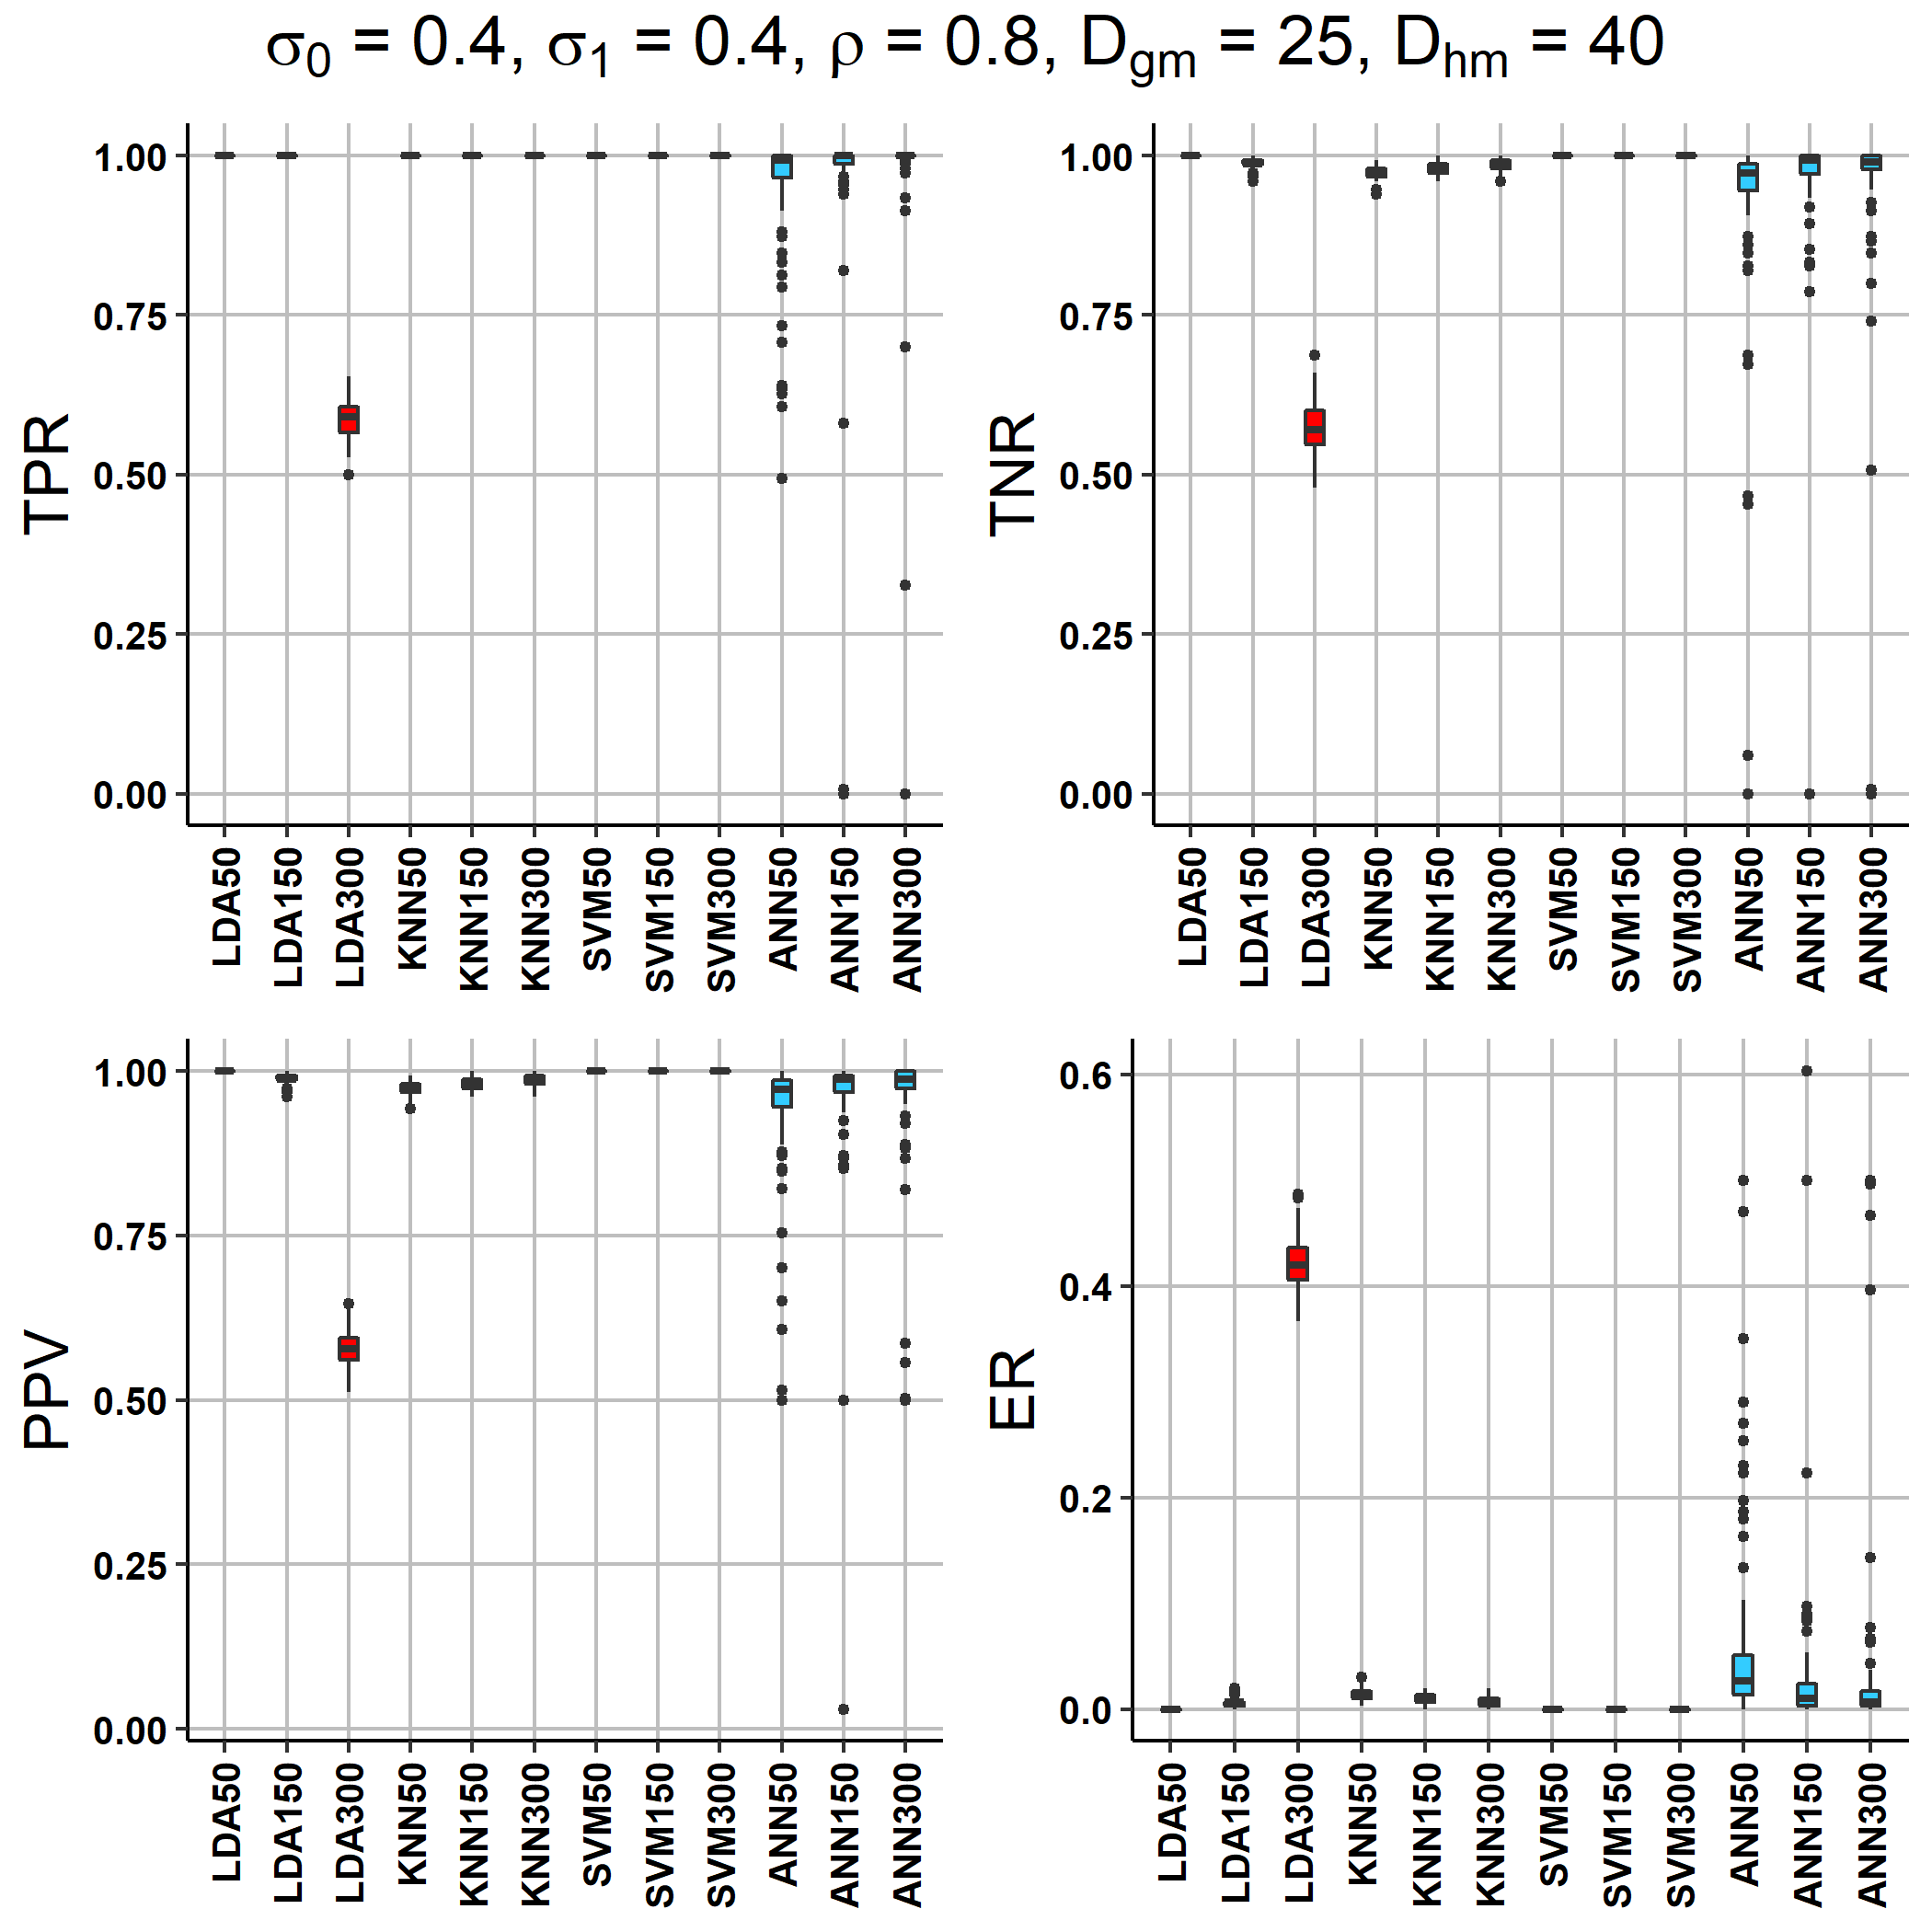 σ0 = 0.4, σ1 = 0.4, ρ = 0.8, Dgm = 25, Dhm = 40
TPR
1.00
0.75
0.50
0.25
0.00
LDA50
LDA150
LDA300
KNN50
KNN150
KNN300
SVM50
SVM150
SVM300
ANN50
ANN150
ANN300
TNR
1.00
0.75
0.50
0.25
0.00
LDA50
LDA150
LDA300
KNN50
KNN150
KNN300
SVM50
SVM150
SVM300
ANN50
ANN150
ANN300
PPV
1.00
0.75
0.50
0.25
0.00
LDA50
LDA150
LDA300
KNN50
KNN150
KNN300
SVM50
SVM150
SVM300
ANN50
ANN150
ANN300
ER
0.6
0.4
0.2
0.0
LDA50
LDA150
LDA300
KNN50
KNN150
KNN300
SVM50
SVM150
SVM300
ANN50
ANN150
ANN300